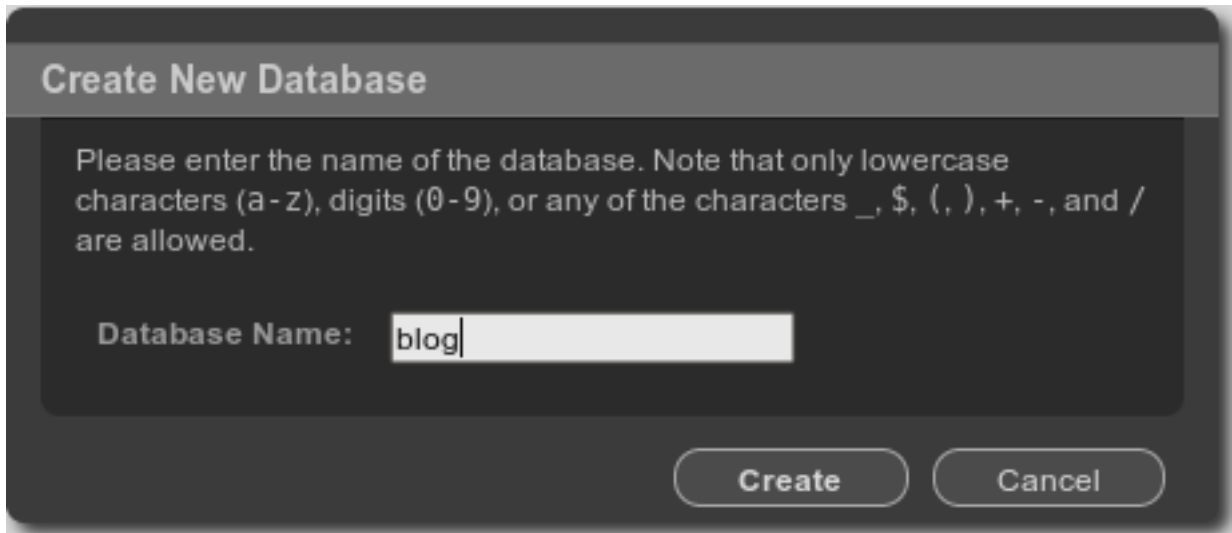 Create New Database
Please enter the name of the database. Note that only lowercase
characters (a-z), digits (0-9), or any of the characters _, $, (, ), +, -, and /
are allowed.
Database Name: blog
Create Cancel